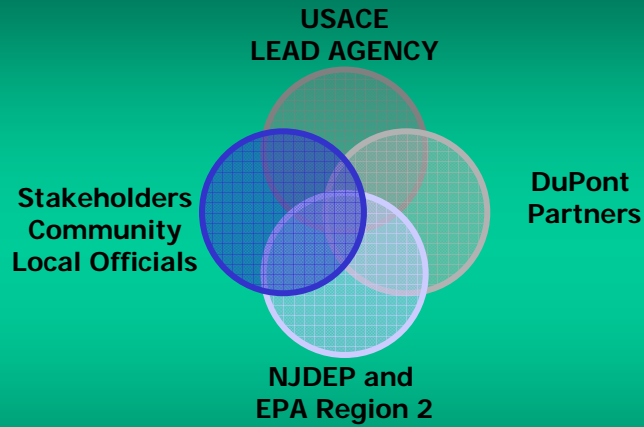 USACE
LEAD AGENCY
Stakeholders
Community
Local Officials
DuPont
Partners
NJDEP and
EPA Region 2